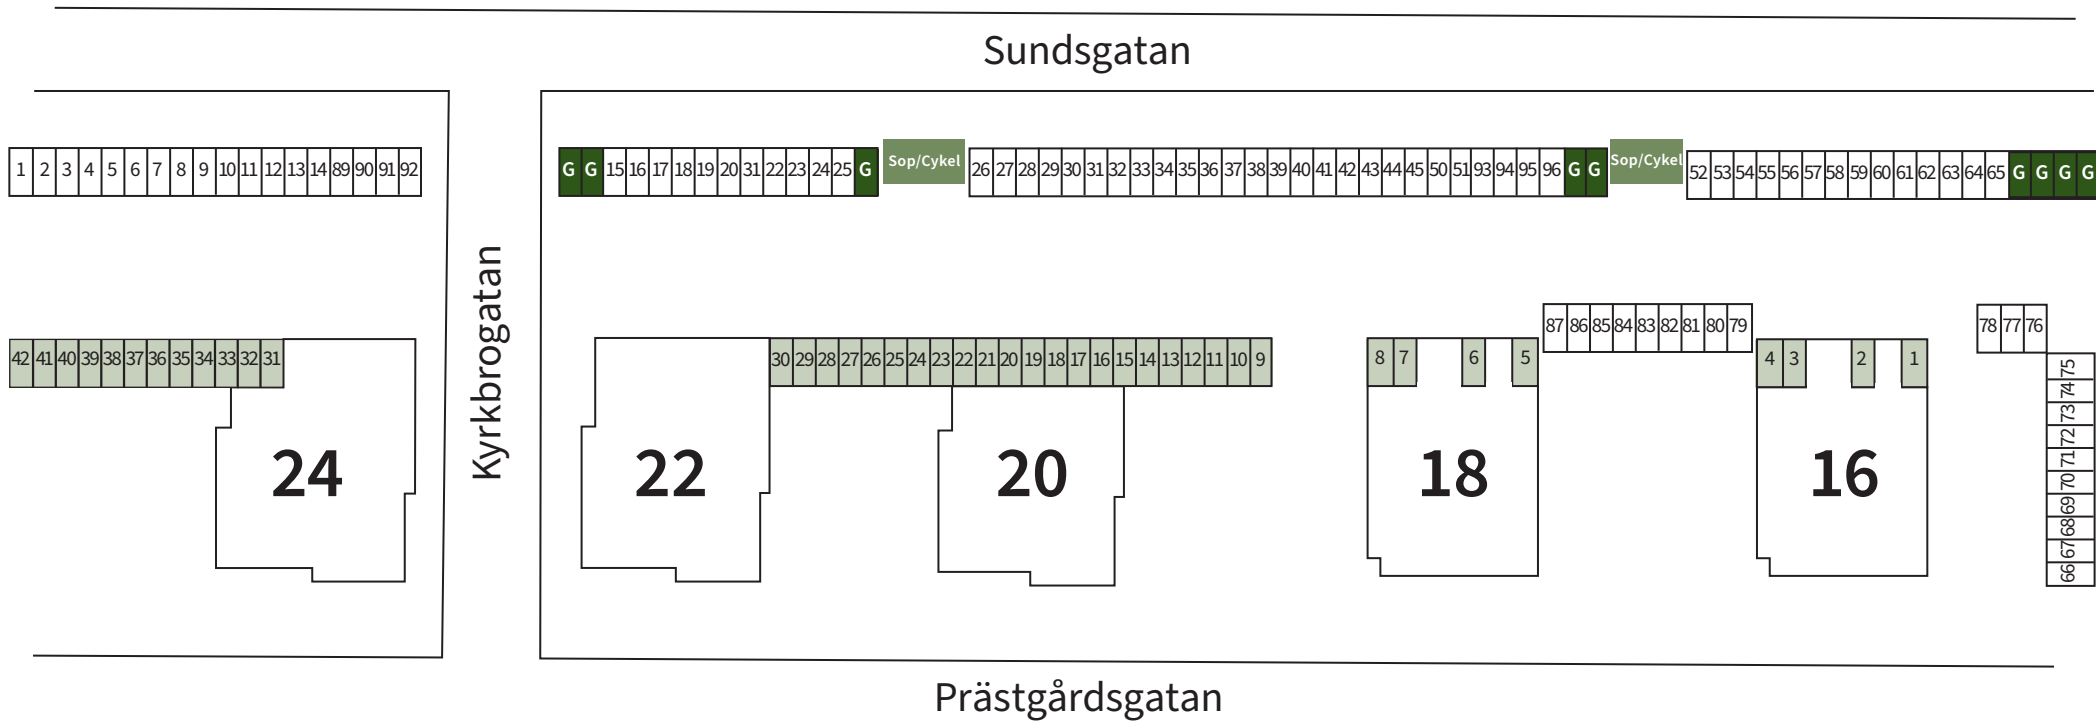 Sundsgatan
1 2 3 4 5 6 7 8 9 10 11 12 13 14 89 90 91 92
G G 15 16 17 18 19 20 31 22 23 24 25 G
Sop/Cykel
26 27 28 29 30 31 32 33 34 35 36 37 38 39 40 41 42 43 44 45 50 51 93 94 95 96 G G
Sop/Cykel
52 53 54 55 56 57 58 59 60 61 62 63 64 65 G G G G
Kyrkbrogatan
42 41 40 39 38 37 36 35 34 33 32 31
30 29 28 27 26 25 24 23 22 21 20 19 18 17 16 15 14 13 12 11 10 9
8 7 6 5
87 86 85 84 83 82 81 80 79
4 3 2 1
78 77 76
75
74
73
72
71
70
69
68
67
66
24
22
20
18
16
Prästgårdsgatan